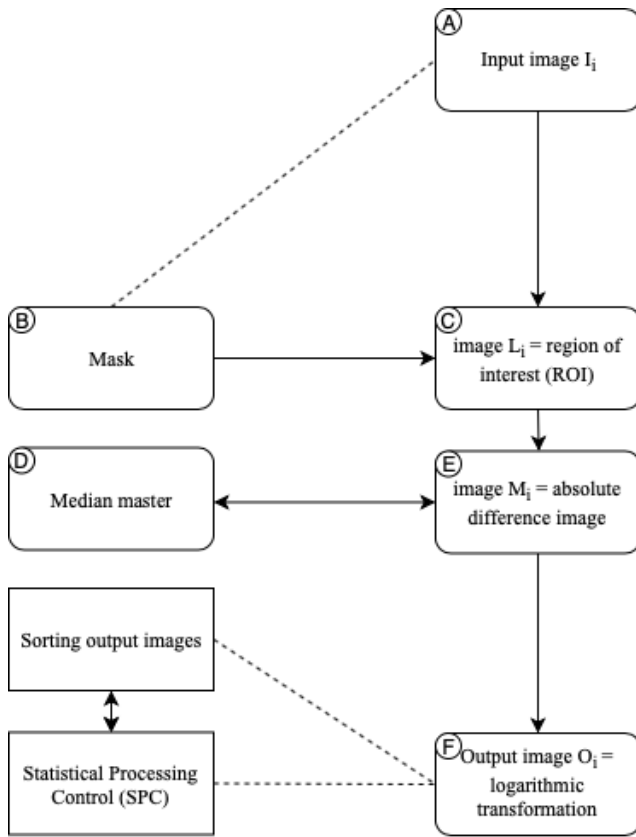 A
Input image Iᵢ
B
Mask
C
image Lᵢ = region of
interest (ROI)
D
Median master
E
image Mᵢ = absolute
difference image
Sorting output images
Statistical Processing
Control (SPC)
F
Output image Oᵢ =
logarithmic
transformation